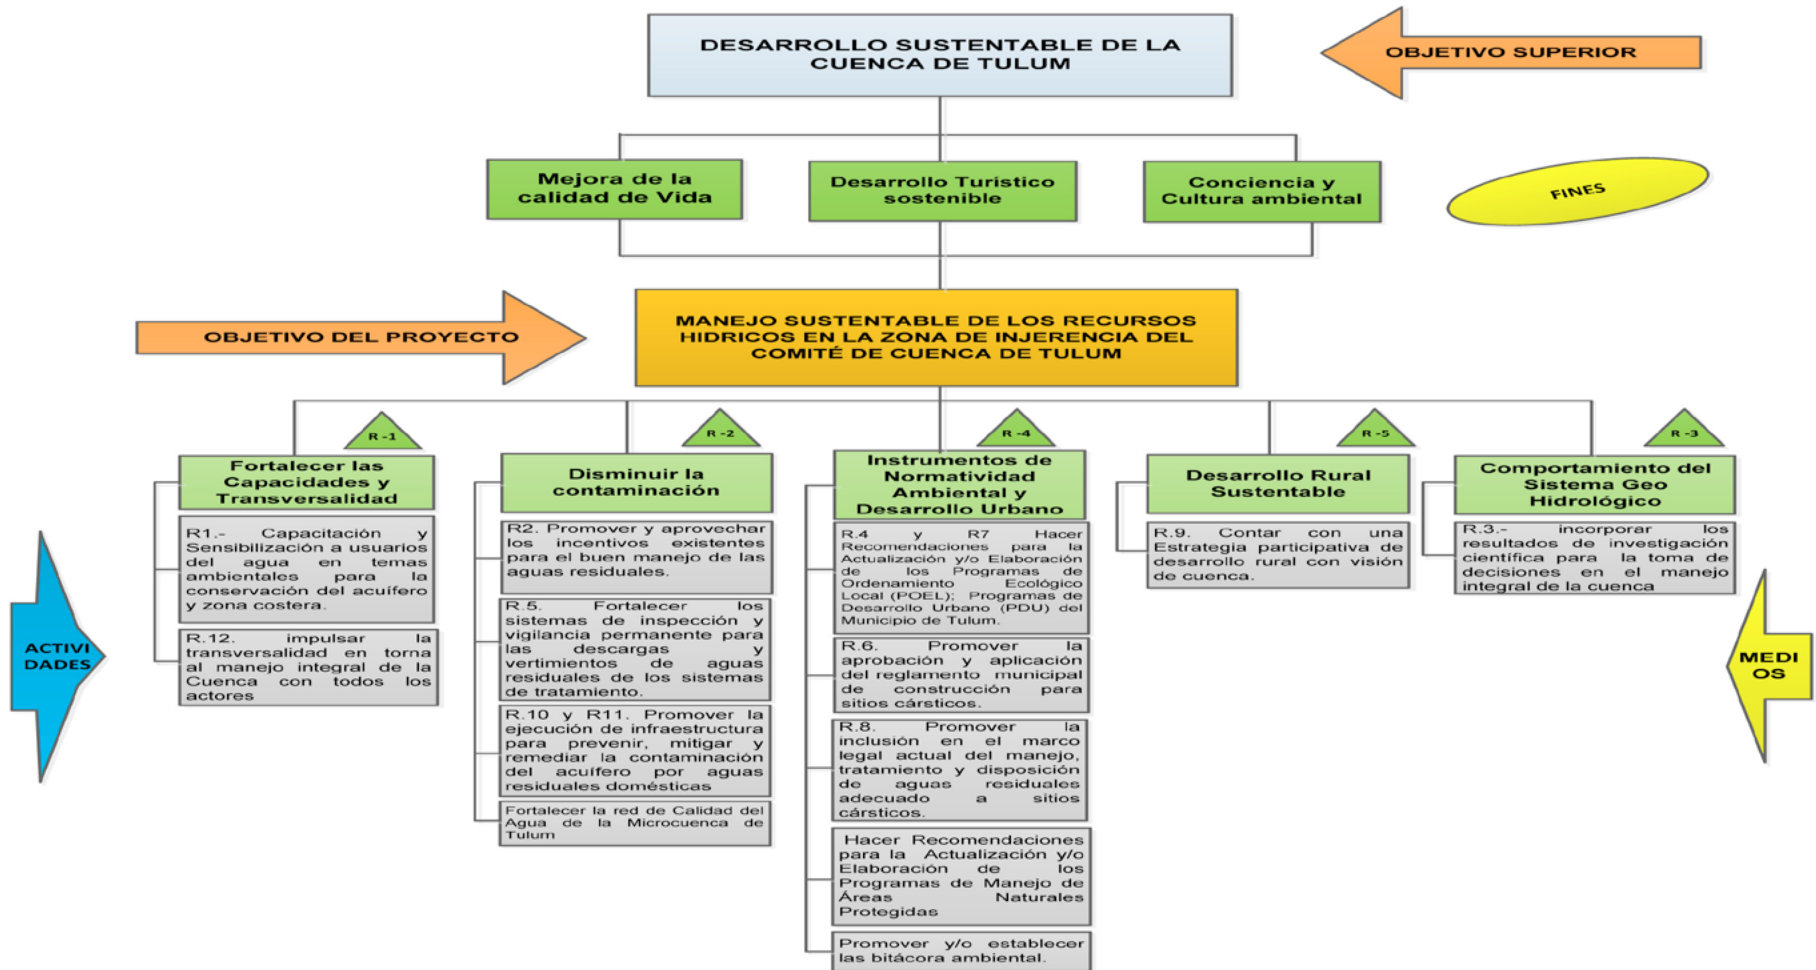 DESARROLLO SUSTENTABLE DE LA
CUENCA DE TULUM
OBJETIVO SUPERIOR
Mejora de la
calidad de Vida
Desarrollo Turístico
sostenible
Conciencia y
Cultura ambiental
FINES
OBJETIVO DEL PROYECTO
MANEJO SUSTENTABLE DE LOS RECURSOS
HIDRICOS EN LA ZONA DE INJERENCIA DEL
COMITÉ DE CUENCA DE TULUM
R -1
R -2
R -4
R -5
R -3
Fortalecer las
Capacidades y
Transversalidad
R1.- Capacitación y
Sensibilización a usuarios
del agua en temas
ambientales para la
conservación del acuífero
y zona costera.
R.12. impulsar la
transversalidad en torna
al manejo integral de la
Cuenca con todos los
actores
Disminuir la
contaminación
R2. Promover y aprovechar
los incentivos existentes
para el buen manejo de las
aguas residuales.
R.5. Fortalecer los
sistemas de inspección y
vigilancia permanente para
las descargas y
vertimientos de aguas
residuales de los sistemas
de tratamiento.
R.10 y R11. Promover la
ejecución de infraestructura
para prevenir, mitigar y
remediar la contaminación
del acuífero por aguas
residuales domésticas
Fortalecer la red de Calidad del
Agua de la Microcuenca de
Tulum
Instrumentos de
Normatividad
Ambiental y
Desarrollo Urbano
R.4 y R7 Hacer
Recomendaciones para la
Actualización y/o Elaboración
de los Programas de
Ordenamiento Ecológico
Local (POEL); Programas de
Desarrollo Urbano (PDU) del
Municipio de Tulum.
R.6. Promover la
aprobación y aplicación
del reglamento municipal
de construcción para
sitios cársticos.
R.8. Promover la
inclusión en el marco
legal actual del manejo,
tratamiento y disposición
de aguas residuales
adecuado a sitios
cársticos.
Hacer Recomendaciones
para la Actualización y/o
Elaboración de los
Programas de Manejo de
Áreas Naturales
Protegidas
Promover y/o establecer
las bitácora ambiental.
Desarrollo Rural
Sustentable
R.9. Contar con una
Estrategia participativa de
desarrollo rural con visión
de cuenca.
Comportamiento del
Sistema Geo
Hidrológico
R.3.- incorporar los
resultados de investigación
científica para la toma de
decisiones en el manejo
integral de la cuenca
ACTIVI
DADES
MEDI
OS